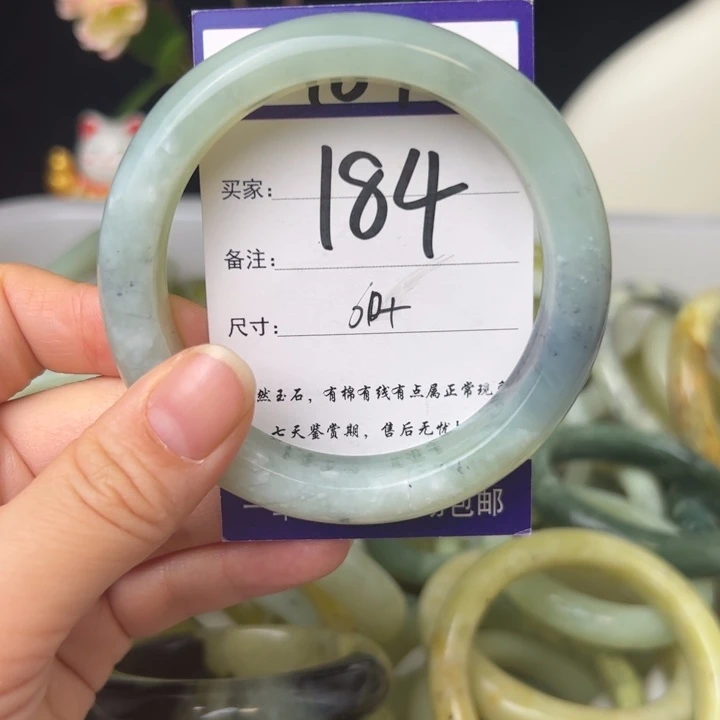 买家：184
备注：
尺寸：
然玉石，有棉有线有点属正常现
七天鉴赏期，售后无忧！
包邮